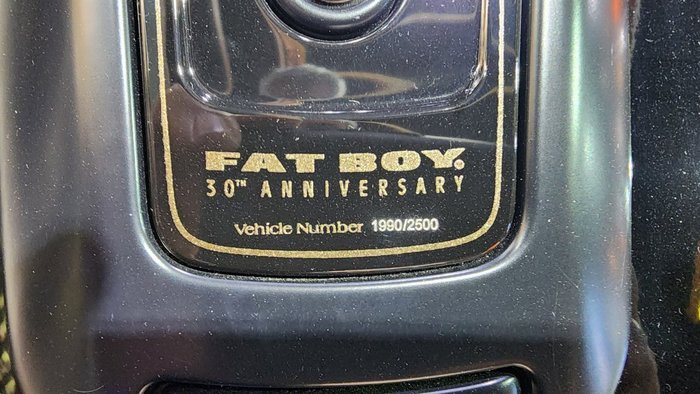 FAT BOY®
30TH ANNIVERSARY
Vehicle Number 1990/2500